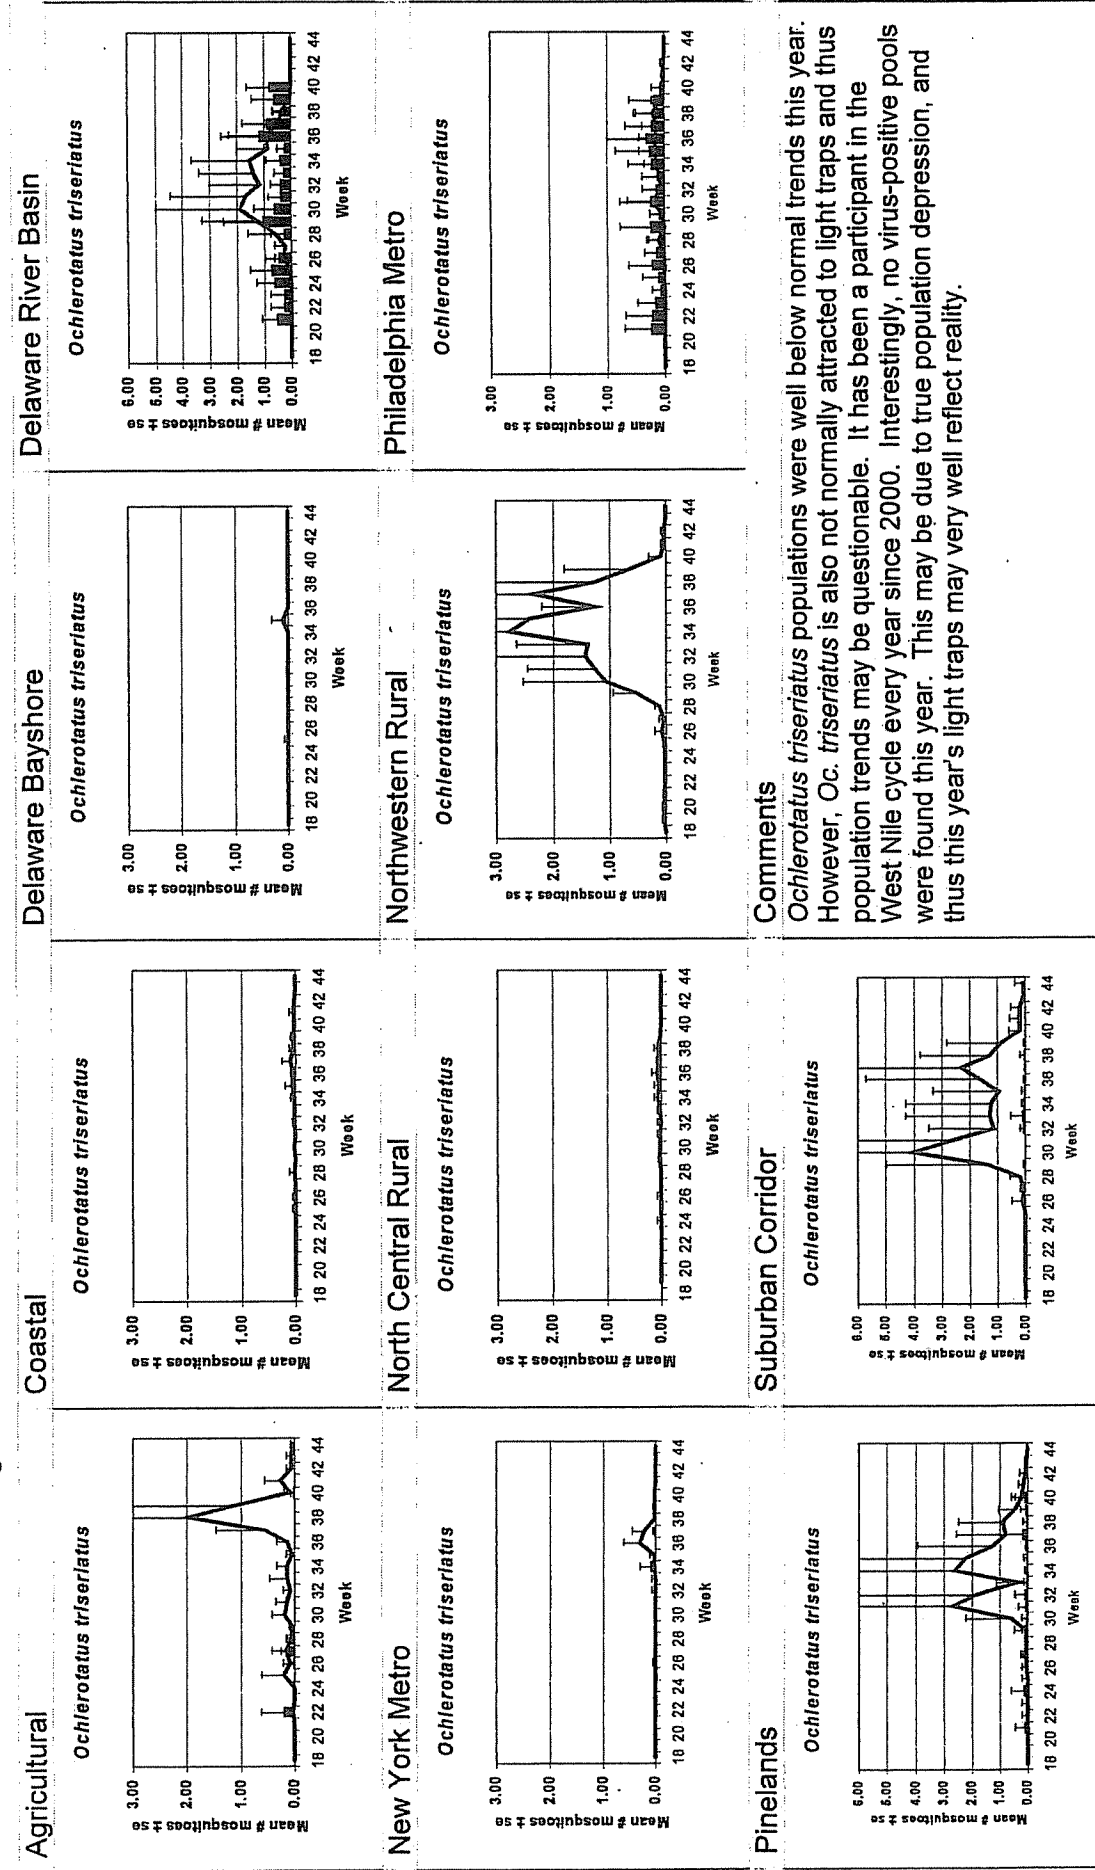 Agricultural
Coastal
Delaware Bayshore
Delaware River Basin
Ochlerotatus triseriatus
3.00
2.00
1.00
0.00
Mean # mosquitoes ± se
18 20 22 24 26 28 30 32 34 36 38 40 42 44
Week
Ochlerotatus triseriatus
3.00
2.00
1.00
0.00
Mean # mosquitoes ± se
18 20 22 24 26 28 30 32 34 36 38 40 42 44
Week
Ochlerotatus triseriatus
3.00
2.00
1.00
0.00
Mean # mosquitoes ± se
18 20 22 24 26 28 30 32 34 36 38 40 42 44
Week
Ochlerotatus triseriatus
6.00
5.00
4.00
3.00
2.00
1.00
0.00
Mean # mosquitoes ± se
18 20 22 24 26 28 30 32 34 36 38 40 42 44
Week
New York Metro
North Central Rural
Northwestern Rural
Philadelphia Metro
Ochlerotatus triseriatus
3.00
2.00
1.00
0.00
Mean # mosquitoes ± se
18 20 22 24 26 28 30 32 34 36 38 40 42 44
Week
Ochlerotatus triseriatus
3.00
2.00
1.00
0.00
Mean # mosquitoes ± se
18 20 22 24 26 28 30 32 34 36 38 40 42 44
Week
Ochlerotatus triseriatus
3.00
2.00
1.00
0.00
Mean # mosquitoes ± se
18 20 22 24 26 28 30 32 34 36 38 40 42 44
Week
Ochlerotatus triseriatus
3.00
2.00
1.00
0.00
Mean # mosquitoes ± se
18 20 22 24 26 28 30 32 34 36 38 40 42 44
Week
Pinelands
Suburban Corridor
Comments
Ochlerotatus triseriatus
6.00
5.00
4.00
3.00
2.00
1.00
0.00
Mean # mosquitoes ± se
18 20 22 24 26 28 30 32 34 36 38 40 42 44
Week
Ochlerotatus triseriatus
6.00
5.00
4.00
3.00
2.00
1.00
0.00
Mean # mosquitoes ± se
18 20 22 24 26 28 30 32 34 36 38 40 42 44
Week
Ochlerotatus triseriatus populations were well below normal trends this year.
However, Oc. triseriatus is also not normally attracted to light traps and thus
population trends may be questionable. It has been a participant in the
West Nile cycle every year since 2000. Interestingly, no virus-positive pools
were found this year. This may be due to true population depression, and
thus this year's light traps may very well reflect reality.